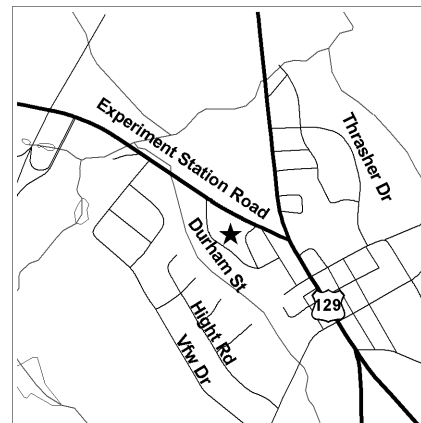 Experiment Station Road
Thrasher Dr
Durham St
129
Hight Rd
Vfw Dr